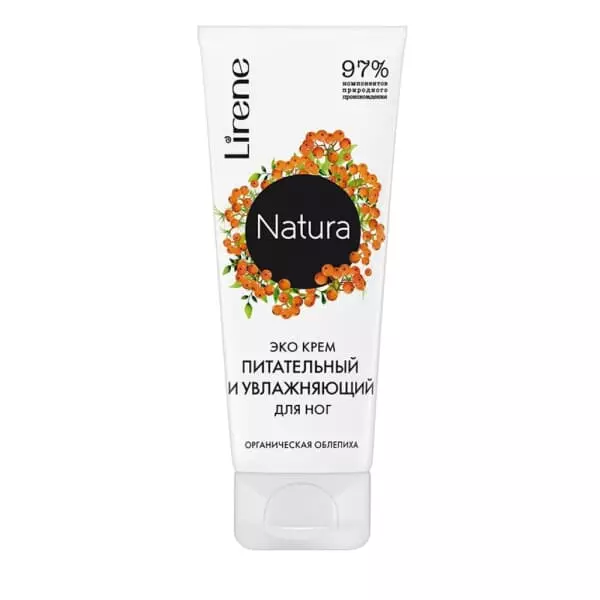 Lirene
97%
компонентов
природного
происхождения
Natura
ЭКО КРЕМ
ПИТАТЕЛЬНЫЙ
И УВЛАЖНЯЮЩИЙ
ДЛЯ НОГ
ОРГАНИЧЕСКАЯ ОБЛЕПИХА